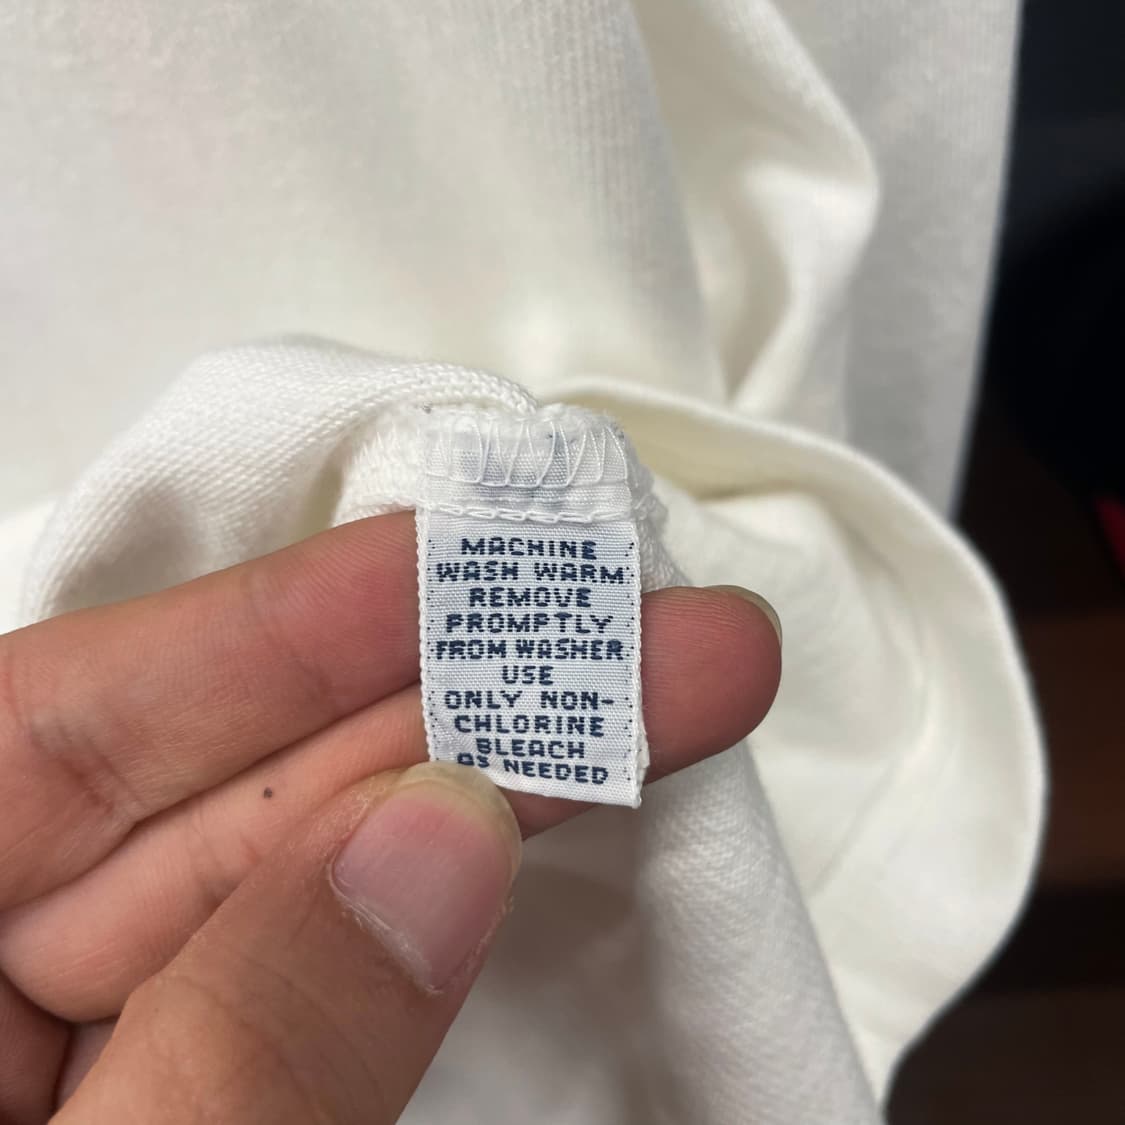 MACHINE
WASH WARM
REMOVE
PROMPTLY
FROM WASHER
USE
ONLY NON-
CHLORINE
BLEACH
AS NEEDED